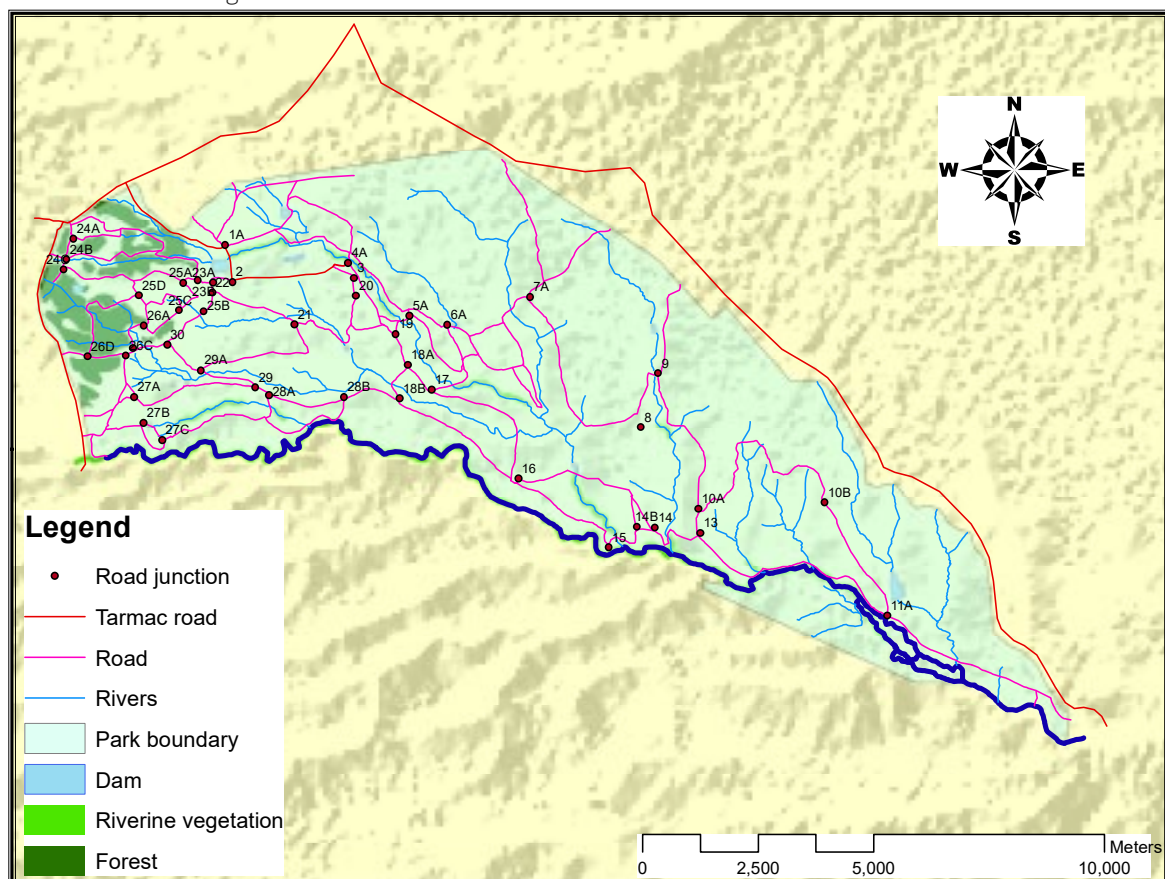 N
W E
S
24A
1A
24B
24
4A
25A
23A
2
3
22
25D
23B
20
7A
25C
25B
5A
26A
21
6A
19
30
26C
26D
18A
29A
9
29
17
27A
28A
28B
18B
27B
8
27C
16
10A
10B
14B
14
13
15
11A
Legend
Road junction
Tarmac road
Road
Rivers
Park boundary
Dam
Riverine vegetation
Forest
Meters
0 2,500 5,000 10,000